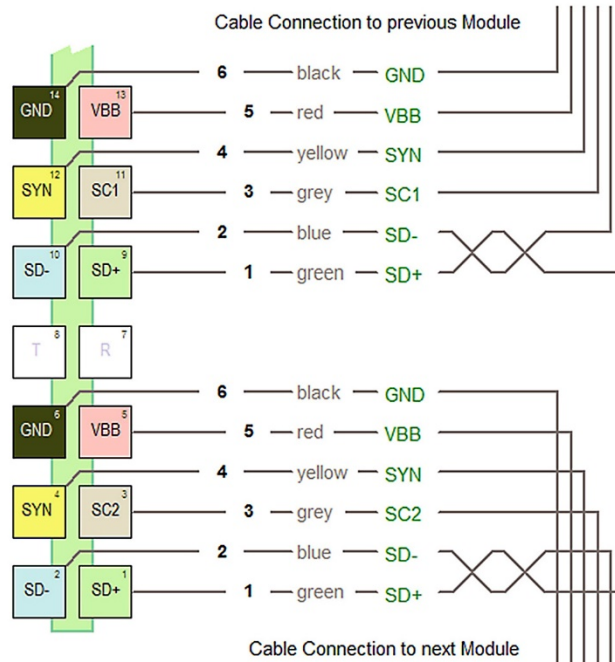 Cable Connection to previous Module
6 black GND
14 13
GND VBB 5 red VBB
4 yellow SYN
12 11
SYN SC1 3 grey SC1
2 blue SD-
10 9
SD- SD+ 1 green SD+
8 7
T R
6 black GND
6 5
GND VBB 5 red VBB
4 yellow SYN
4 3
SYN SC2 3 grey SC2
2 blue SD-
2 1
SD- SD+ 1 green SD+
Cable Connection to next Module